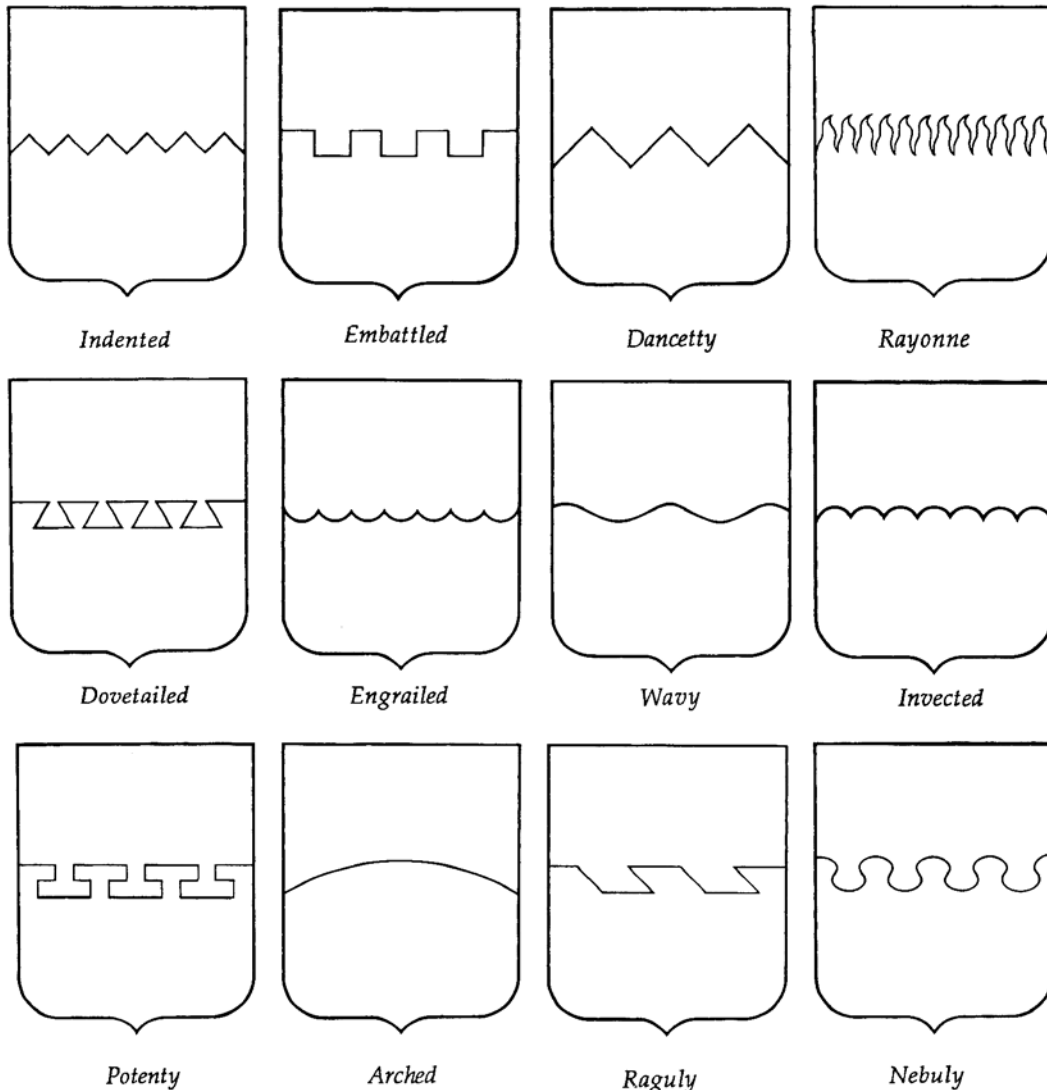 Indented Embattled Dancetty Rayonne
Dovetailed Engrailed Wavy Invected
Potenty Arched Raguly Nebuly